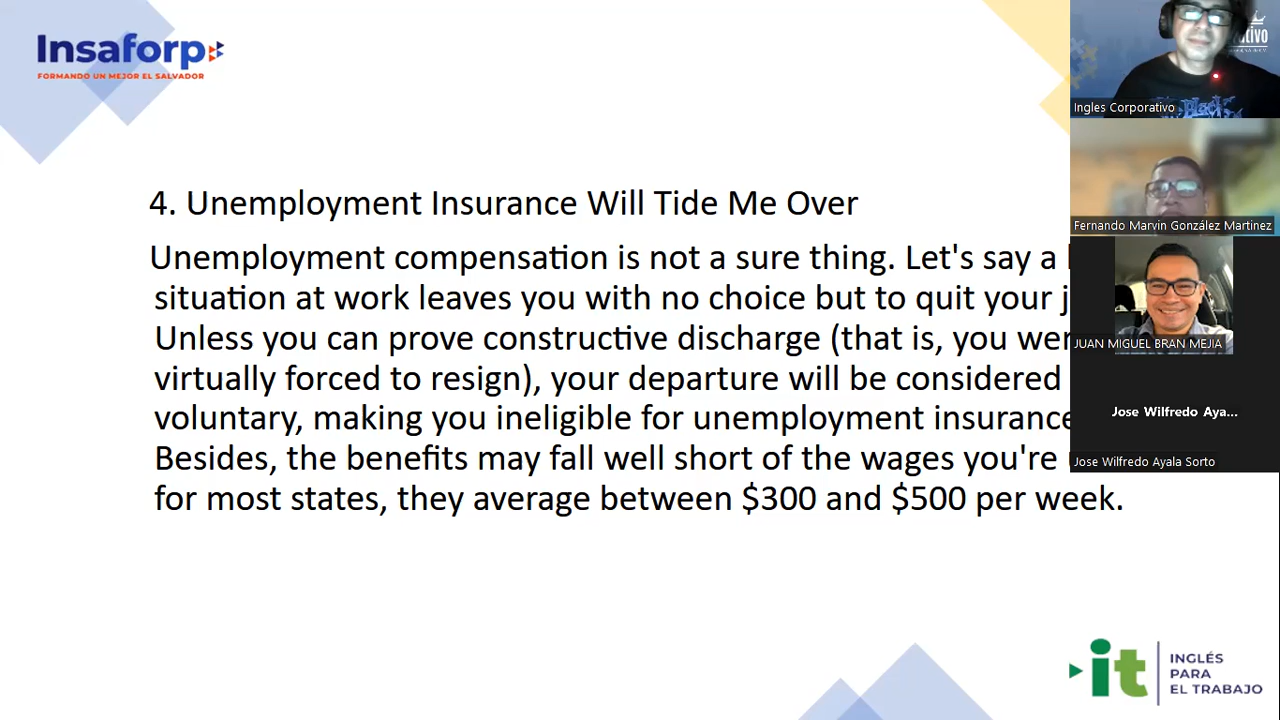 Insaforp
FORMANDO UN MEJOR EL SALVADOR
4. Unemployment Insurance Will Tide Me Over
Unemployment compensation is not a sure thing. Let's say a
situation at work leaves you with no choice but to quit your
Unless you can prove constructive discharge (that is, you
virtually forced to resign), your departure will be considered
voluntary, making you ineligible for unemployment insurance
Besides, the benefits may fall well short of the wages you're
for most states, they average between $300 and $500 per week.
Ingles Corporativo
Fernando Marvin González Martinez
JUAN MIGUEL BRAN MEJIA
Jose Wilfredo Aya...
Jose Wilfredo Ayala Sorto
it
INGLÉS
PARA
EL TRABAJO